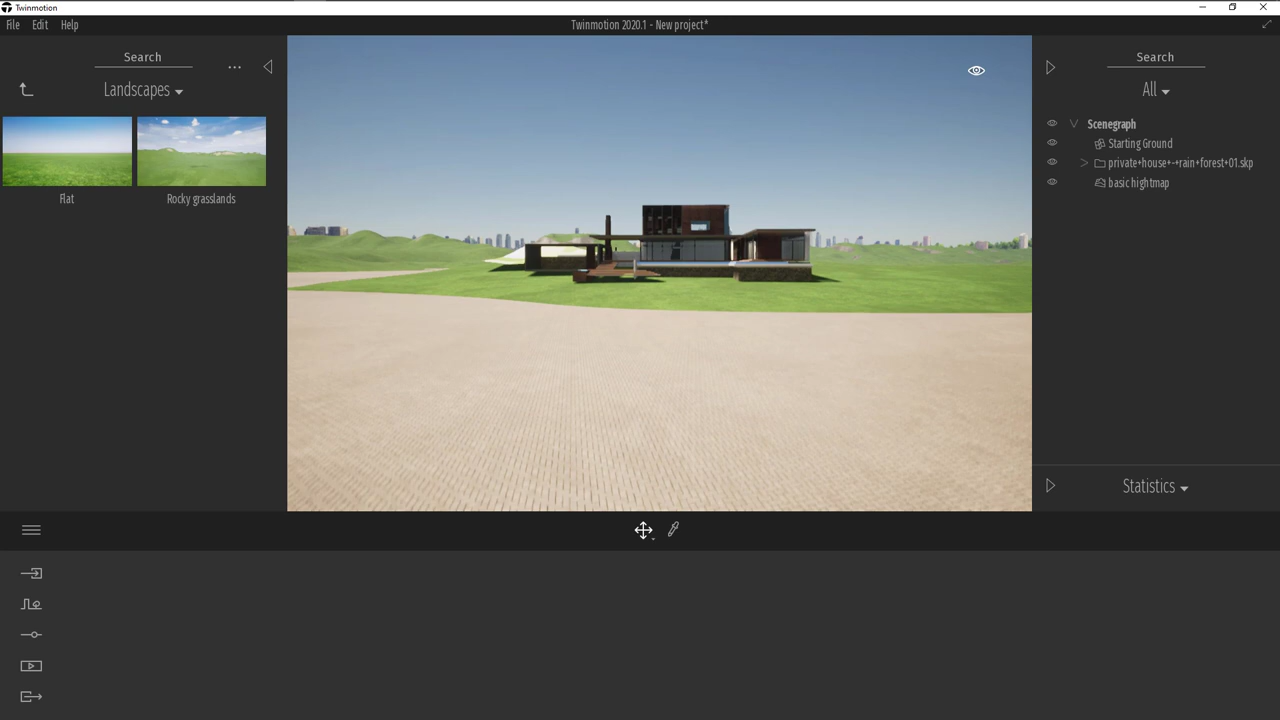 Twinmotion
File Edit Help
Twinmotion 2020.1 - New project*
Search
...
Landscapes
Flat
Rocky grasslands
Search
All
Scenegraph
Starting Ground
private+house+-+rain+forest+01.skp
basic hightmap
Statistics